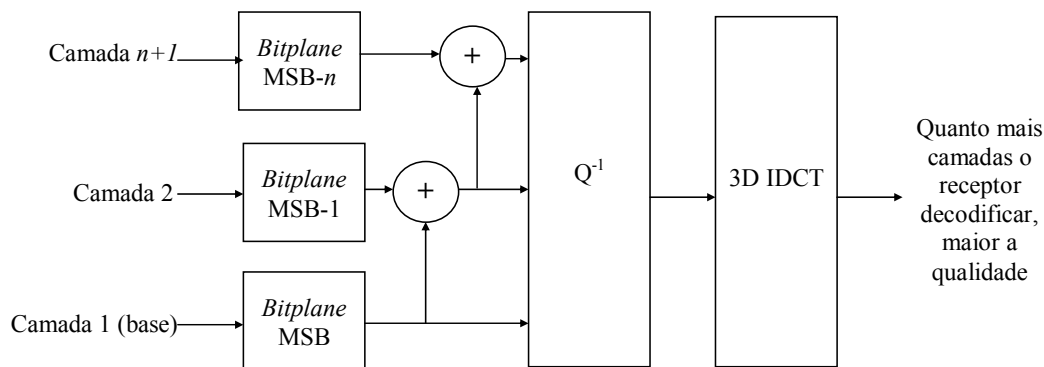 Camada n+1
Bitplane
MSB-n
+
Camada 2
Bitplane
MSB-1
+
Camada 1 (base)
Bitplane
MSB
Q-1
3D IDCT
Quanto mais
camadas o
receptor
decodificar,
maior a
qualidade